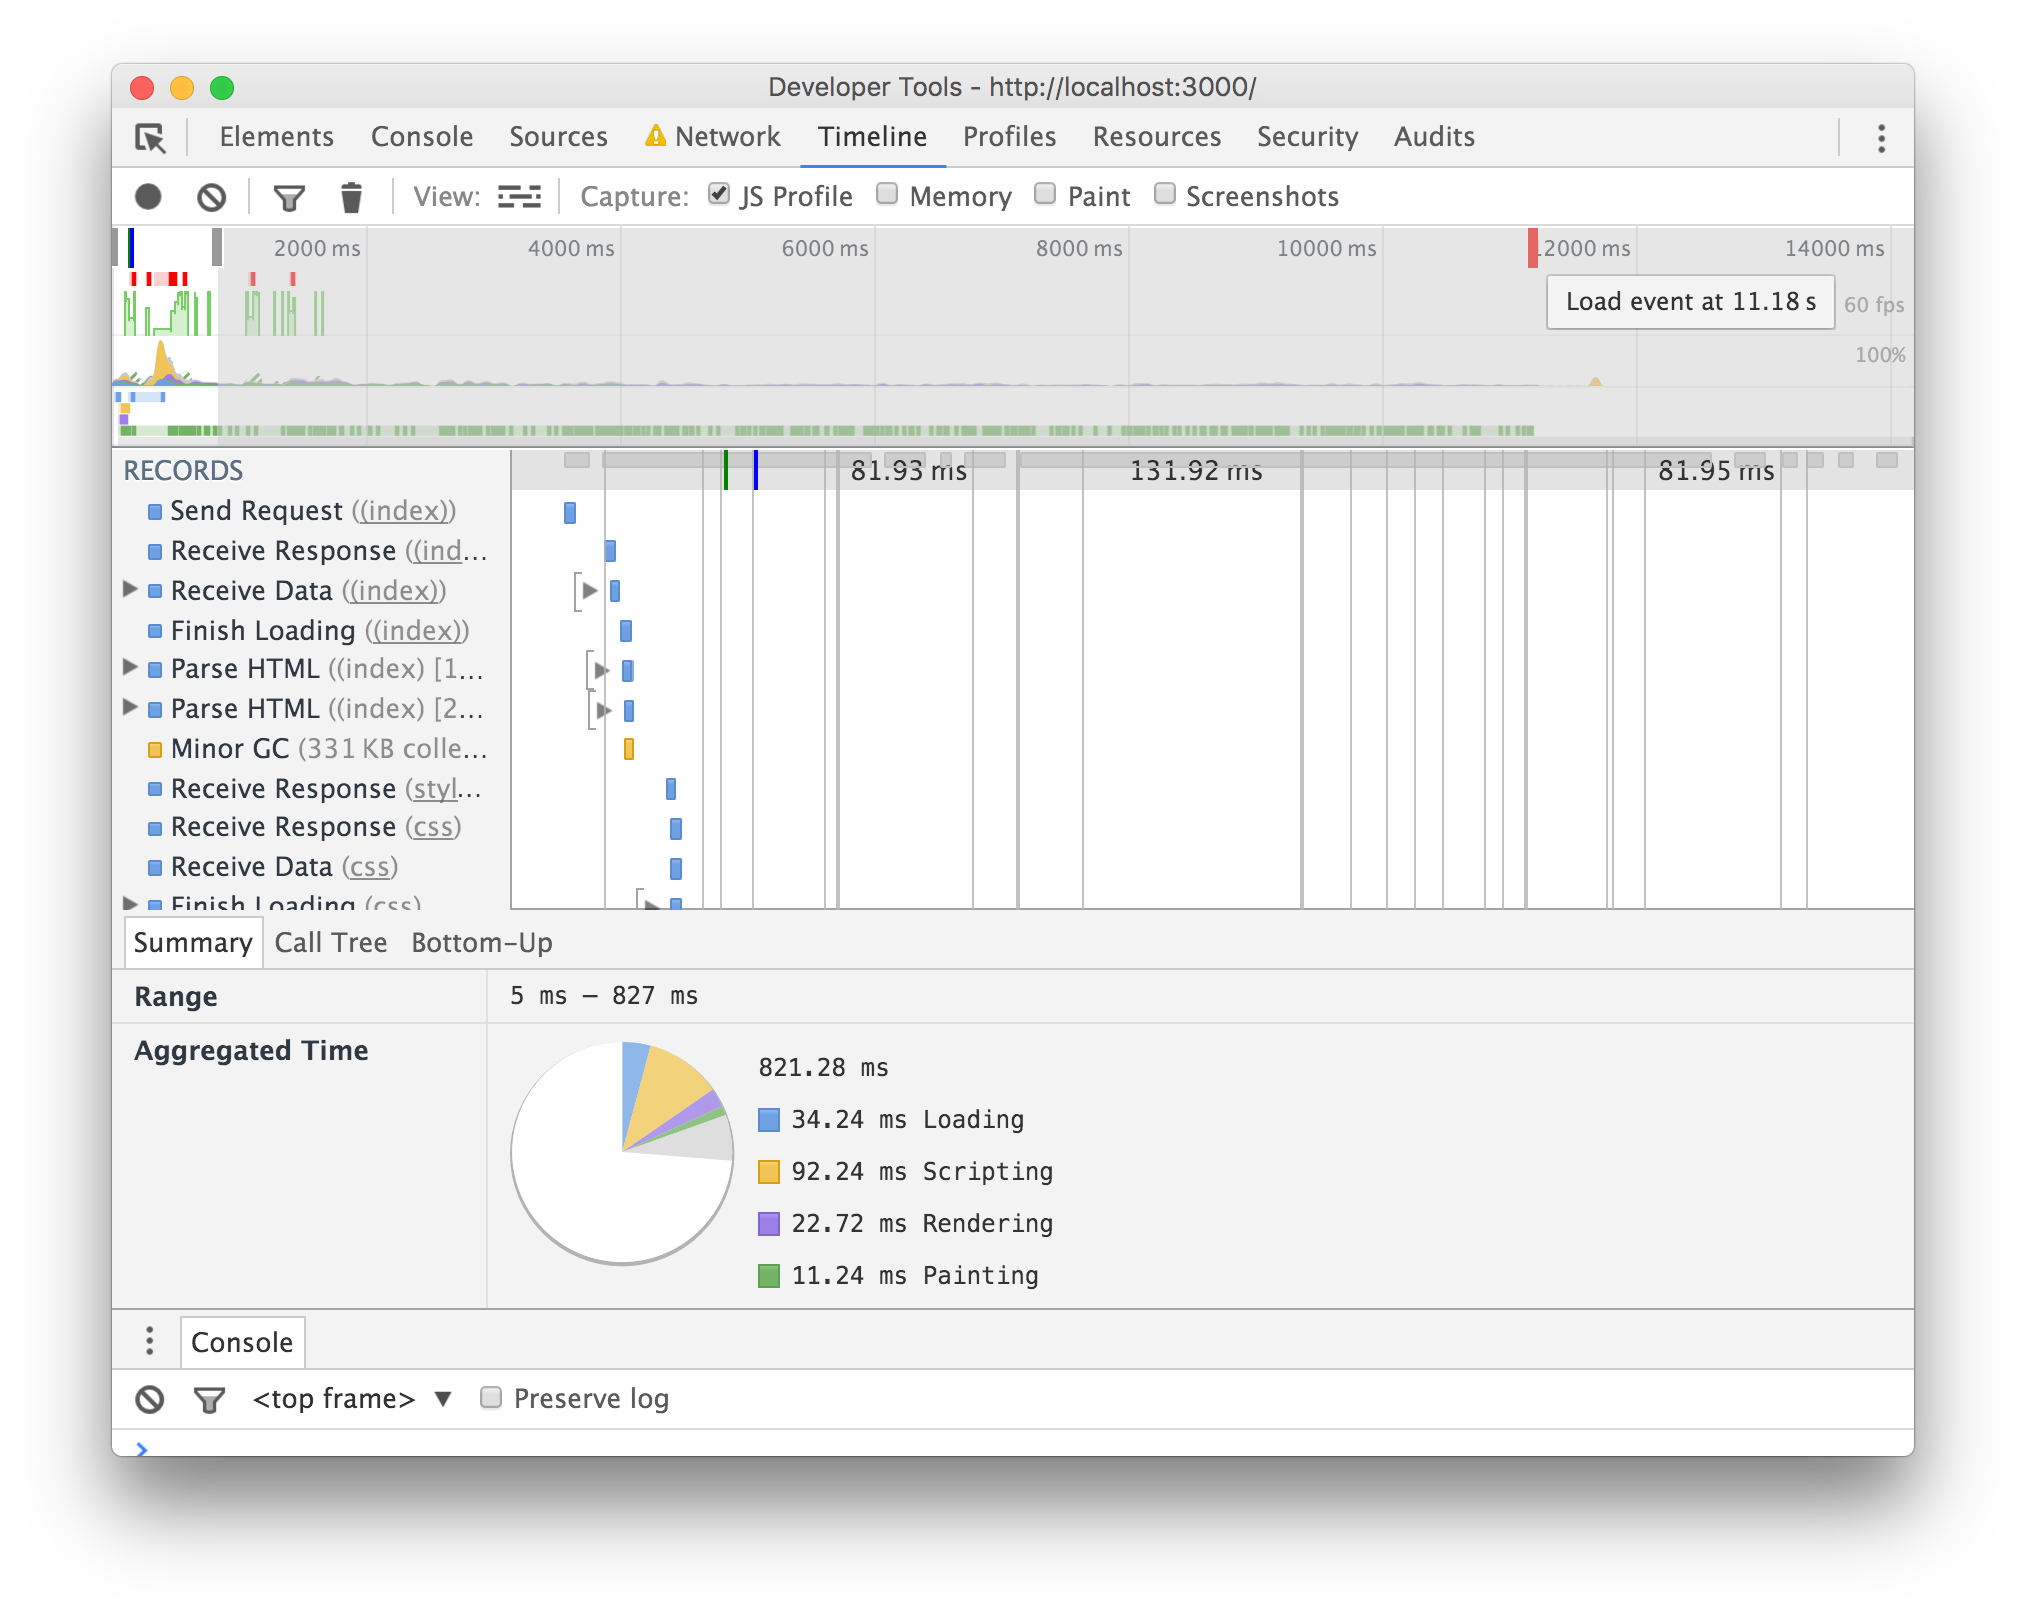 Developer Tools - http://localhost:3000/
Elements Console Sources Network Timeline Profiles Resources Security Audits
View: Capture: JS Profile Memory Paint Screenshots
2000 ms 4000 ms 6000 ms 8000 ms 10000 ms 12000 ms 14000 ms
Load event at 11.18 s 60 fps
100%
RECORDS 81.93 ms 131.92 ms 81.95 ms
Send Request ((index))
Receive Response ((ind...
Receive Data ((index))
Finish Loading ((index))
Parse HTML ((index) [1...
Parse HTML ((index) [2...
Minor GC (331 KB colle...
Receive Response (styl...
Receive Response (css)
Receive Data (css)
Finish Loading (css)
Summary Call Tree Bottom-Up
Range 5 ms – 827 ms
Aggregated Time
821.28 ms
34.24 ms Loading
92.24 ms Scripting
22.72 ms Rendering
11.24 ms Painting
Console
<top frame> ▼ Preserve log